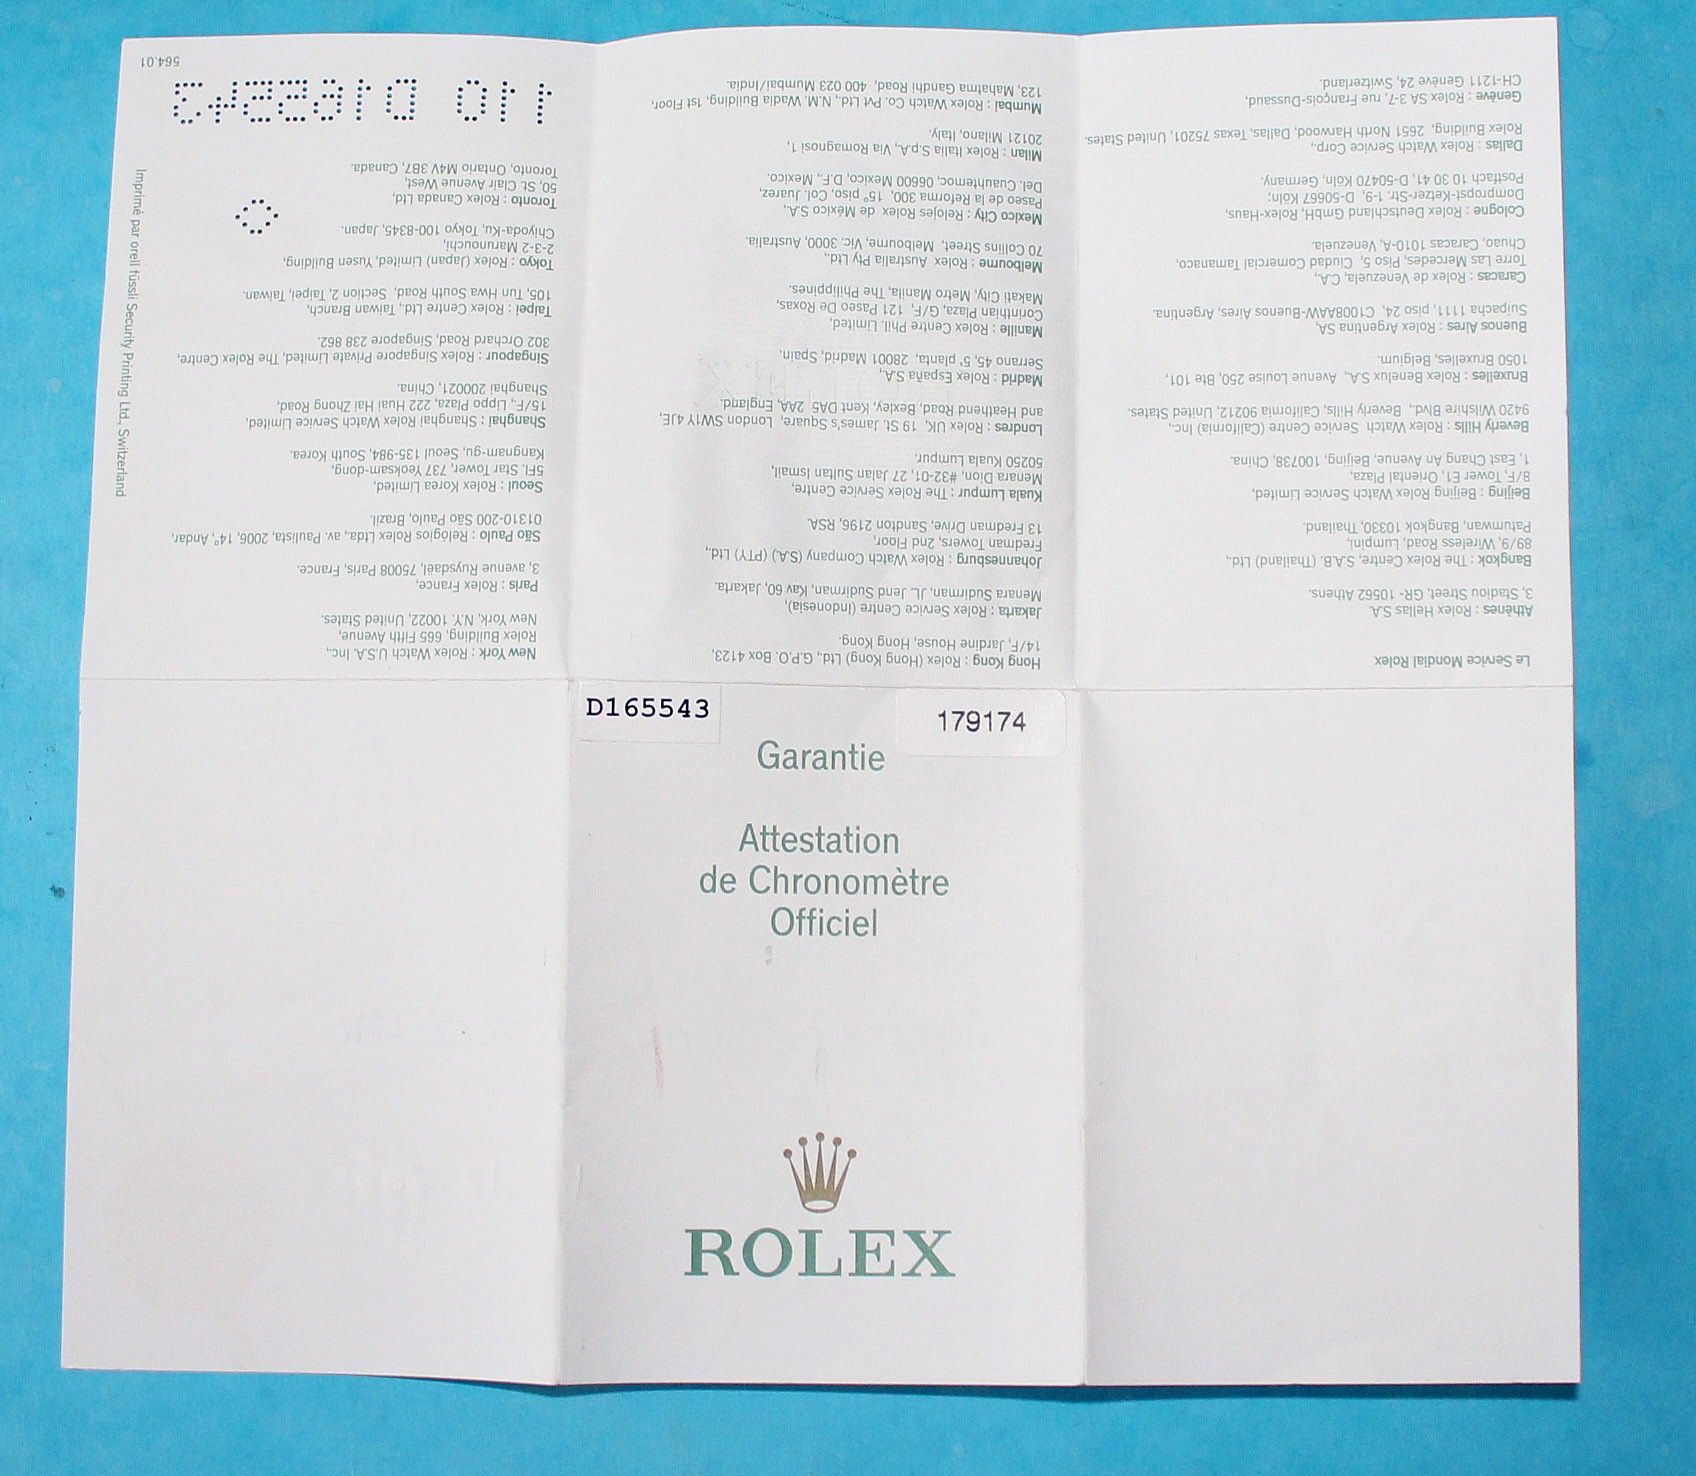 D165543
179174
Garantie
Attestation
de Chronomètre
Officiel
ROLEX
Le Service Mondial Rolex
Athènes : Rolex Hellas S.A.
3, Stadiou Street, GR- 10562 Athens.
Bangkok : The Rolex Centre, S.A.B. (Thailand) Ltd.,
89/9, Wireless Road, Lumpini,
Patumwan, Bangkok 10330, Thailand.
Beijing : Beijing Rolex Watch Service Limited,
8/F, Tower E1, Oriental Plaza,
1, East Chang An Avenue, Beijing, 100738, China.
Beverly Hills : Rolex Watch Service Centre (California) Inc.,
9420 Wilshire Blvd., Beverly Hills, California 90212, United States.
Bruxelles : Rolex Benelux S.A., Avenue Louise 250, Bte 101,
1050 Bruxelles, Belgium.
Buenos Aires : Rolex Argentina SA,
Suipacha 1111, piso 24, C1008AAW-Buenos Aires, Argentina.
Caracas : Rolex de Venezuela, C.A.,
Torre Las Mercedes, Piso 5, Ciudad Comercial Tamanaco,
Chuao, Caracas 1010-A, Venezuela.
Cologne : Rolex Deutschland GmbH, Rolex-Haus,
Dompropst-Ketzer-Str. 1-9, D-50667 Köln;
Postfach 10 30 41, D-50470 Köln, Germany.
Dallas : Rolex Watch Service Corp.,
Rolex Building, 2651 North Harwood, Dallas, Texas 75201, United States.
Genève : Rolex SA 3-7, rue François-Dussaud,
CH-1211 Genève 24, Switzerland.
Hong Kong : Rolex (Hong Kong) Ltd., G.P.O. Box 4123,
14/F, Jardine House, Hong Kong.
Jakarta : Rolex Service Centre (Indonesia),
Menara Sudirman, JL. Jend Sudirman, Kav 60, Jakarta.
Johannesburg : Rolex Watch Company (S.A.) (PTY) Ltd.,
Fredman Towers, 2nd Floor,
13 Fredman Drive, Sandton 2196, RSA.
Kuala Lumpur : The Rolex Service Centre,
Menara Dion, #32-01, 27 Jalan Sultan Ismail,
50250 Kuala Kumpur.
Londres : Rolex UK, 19 St. James's Square, London SW1Y 4JE,
and Heathend Road, Bexley, Kent DA5 2AA, England.
Madrid : Rolex España S.A.,
Serrano 45, 5° planta, 28001 Madrid, Spain.
Manille : Rolex Centre Phil. Limited,
Corinthian Plaza, G/F, 121 Paseo De Roxas,
Makati City, Metro Manila, The Philippines.
Melbourne : Rolex Australia Pty Ltd.,
70 Collins Street, Melbourne, Vic. 3000, Australia.
Mexico City : Relojes Rolex de México S.A.,
Paseo de la Reforma 300, 15° piso, Col. Juarez,
Del. Cuauhtemoc, 06600 Mexico, D.F., Mexico.
Milan : Rolex Italia S.p.A., Via Romagnosi 1,
20121 Milano, Italy.
Mumbai : Rolex Watch Co. Pvt Ltd., N.M. Wadia Building, 1st Floor,
123, Mahatma Gandhi Road, 400 023 Mumbai/India.
New York : Rolex Watch U.S.A. Inc.,
Rolex Building, 665 Fifth Avenue,
New York, N.Y. 10022, United States.
Paris : Rolex France,
3, avenue Ruysdaël, 75008 Paris, France.
São Paulo : Relógios Rolex Ltda., av. Paulista, 2006, 14°, Andar,
01310-200 São Paulo, Brazil.
Seoul : Rolex Korea Limited,
5Fl. Star Tower, 737 Yeoksam-dong,
Kangnam-gu, Seoul 135-984, South Korea.
Shanghai : Shanghai Rolex Watch Service Limited,
15/F., Lippo Plaza, 222 Huai Hai Zhong Road,
Shanghai 200021, China.
Singapour : Rolex Singapore Private Limited, The Rolex Centre,
302 Orchard Road, Singapore 238 862.
Taipei : Rolex Centre Ltd., Taiwan Branch,
105, Tun Hwa South Road, Section 2, Taipei, Taiwan.
Tokyo : Rolex (Japan) Limited, Yusen Building,
2-3-2 Marunouchi,
Chiyoda-Ku, Tokyo 100-8345, Japan.
Toronto : Rolex Canada Ltd,
50, St. Clair Avenue West,
Toronto, Ontario M4V 3B7, Canada.
110 D165543
564.01
Imprimé par orell füssli Security Printing Ltd., Switzerland